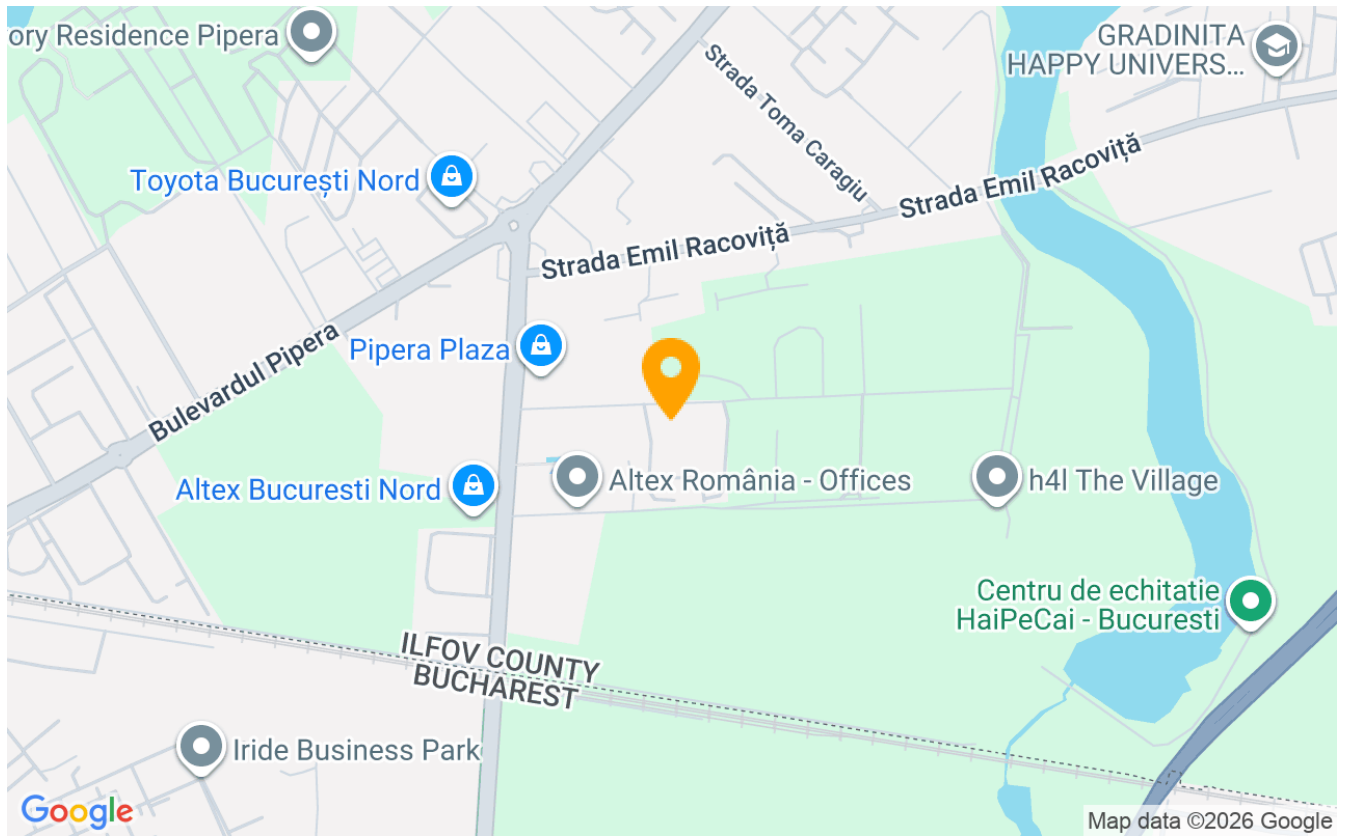 ory Residence Pipera
GRADINITA
HAPPY UNIVERS...
Strada Toma Caragiu
Toyota București Nord
Strada Emil Racoviță
Strada Emil Racoviță
Pipera Plaza
Bulevardul Pipera
Altex Bucuresti Nord
Altex România - Offices
h4l The Village
Centru de echitatie
HaiPeCai - Bucuresti
ILFOV COUNTY
BUCHAREST
Iride Business Park
Google
Map data ©2026 Google